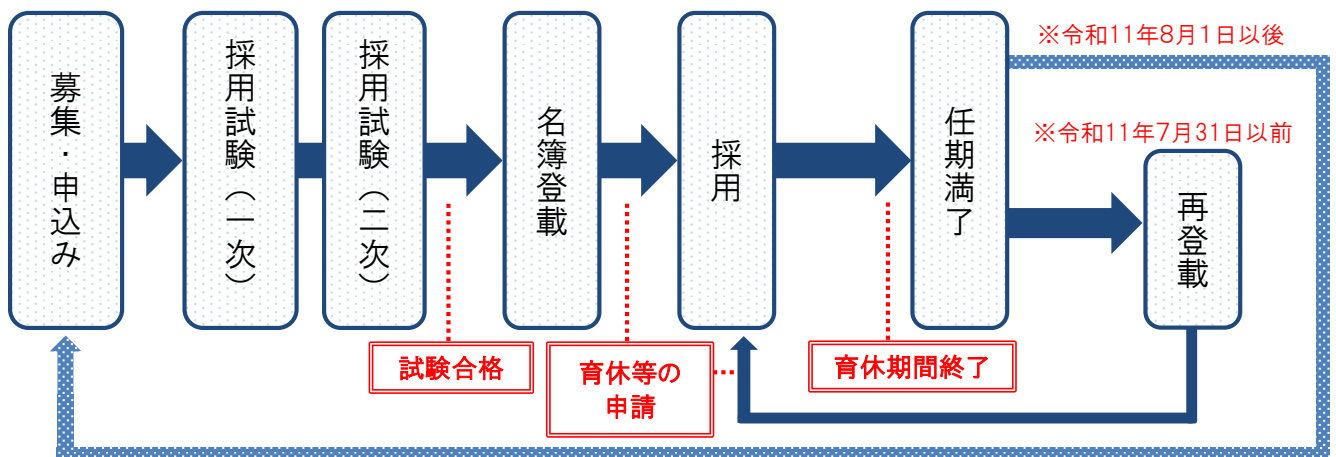 募集・申込み
採用試験（一次）
採用試験（二次）
名簿登載
採用
任期満了
※令和11年8月1日以後
※令和11年7月31日以前
再登載
試験合格
育休等の
申請
育休期間終了